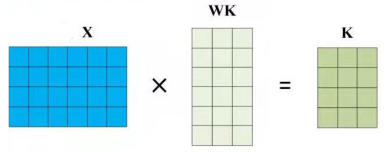 WK
X
K
× =